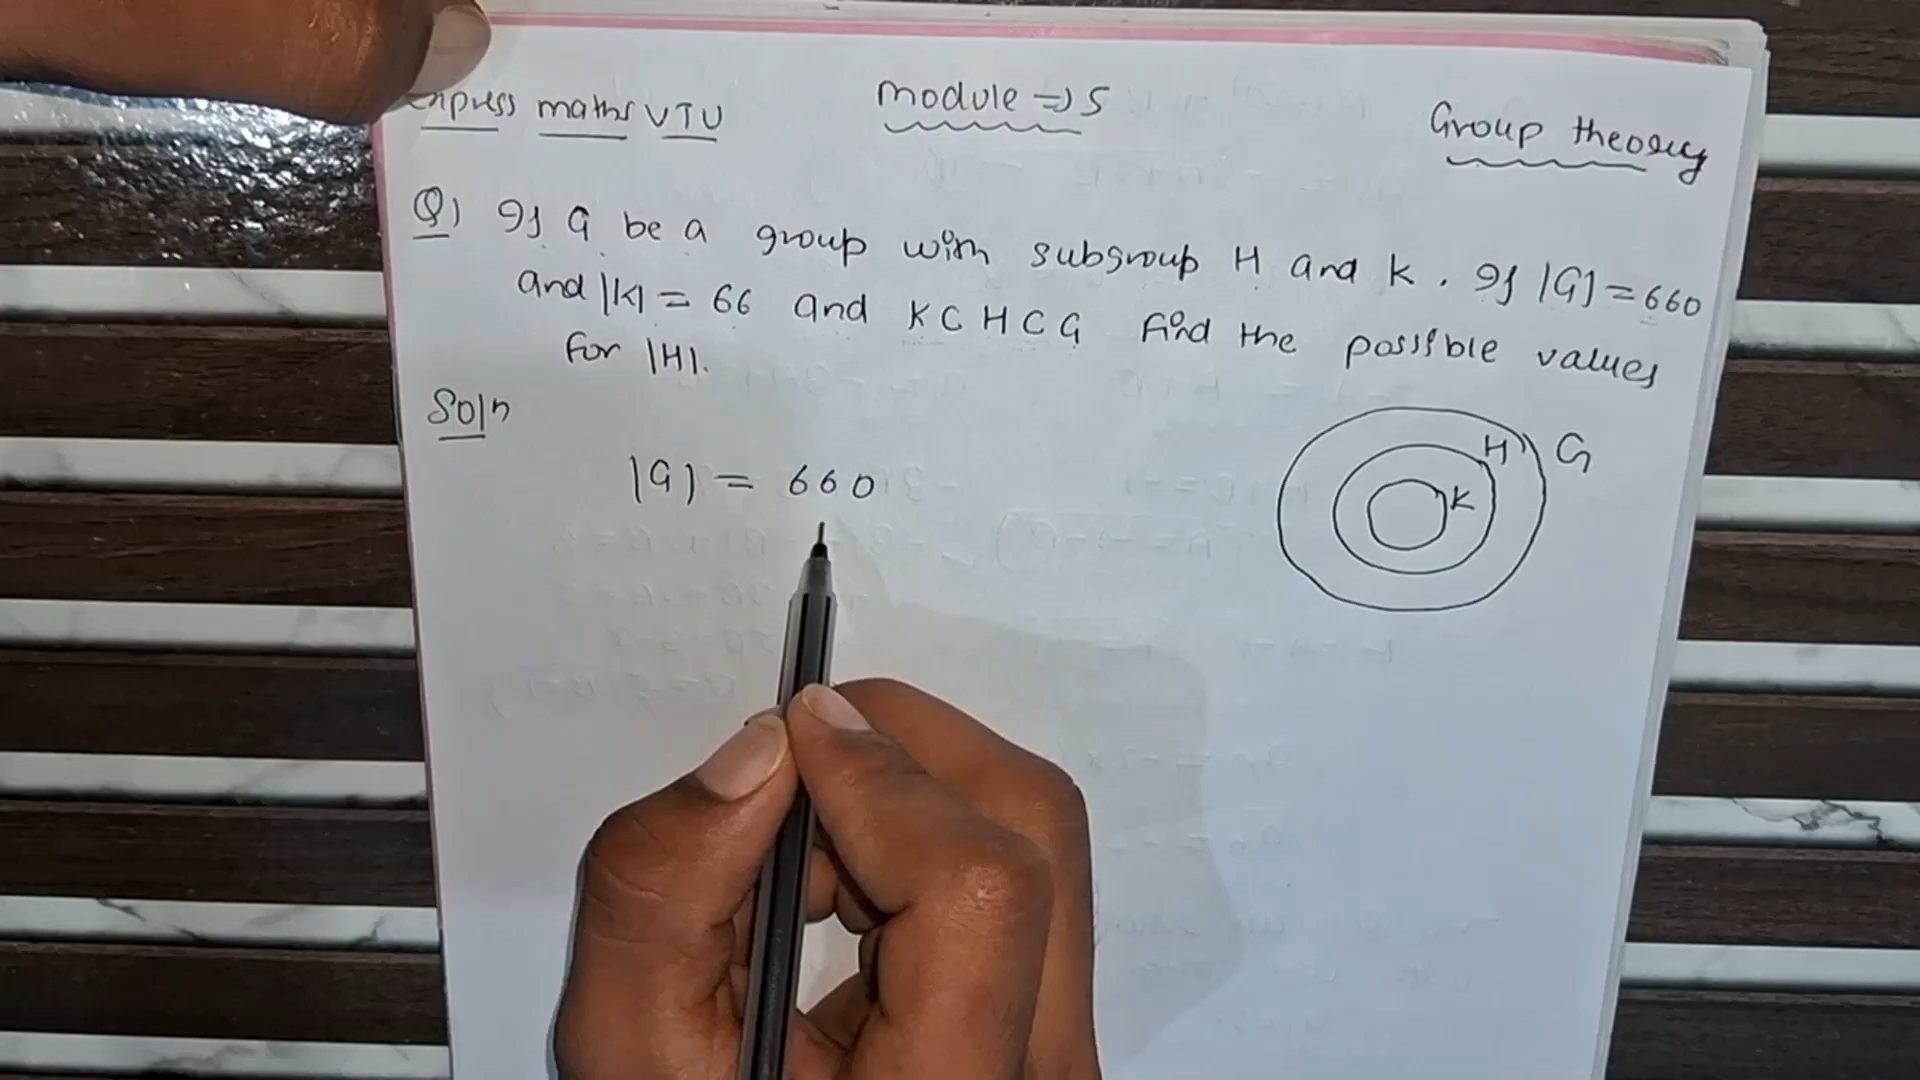 express maths VTU
module => 5
Group theory
Q) If G be a group with subgroup H and K. If |G| = 660
and |K| = 66 and K ⊂ H ⊂ G find the possible values
for |H|.
Soln
|G| = 660
H
G
K